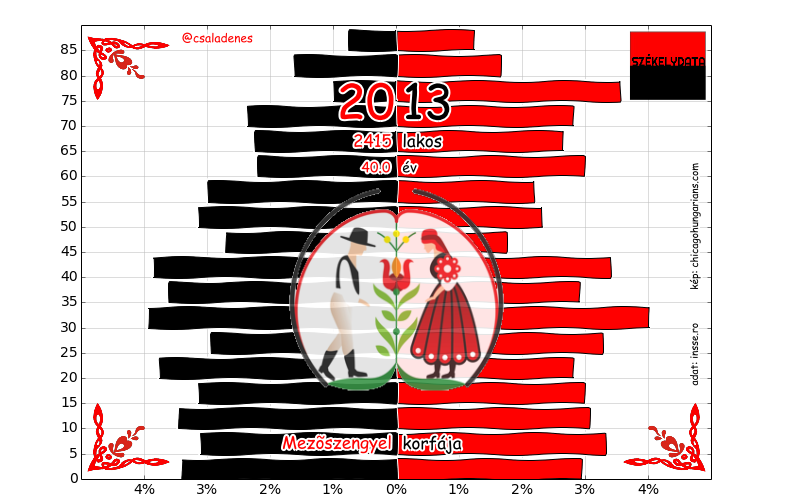 @csaladenes
SZÉKELYDATA
2013
2415 lakos
40.0 év
kép: chicagohungarians.com
adat: insse.ro
Mezőszengyel korfája
85
80
75
70
65
60
55
50
45
40
35
30
25
20
15
10
5
0
4% 3% 2% 1% 0% 1% 2% 3% 4%